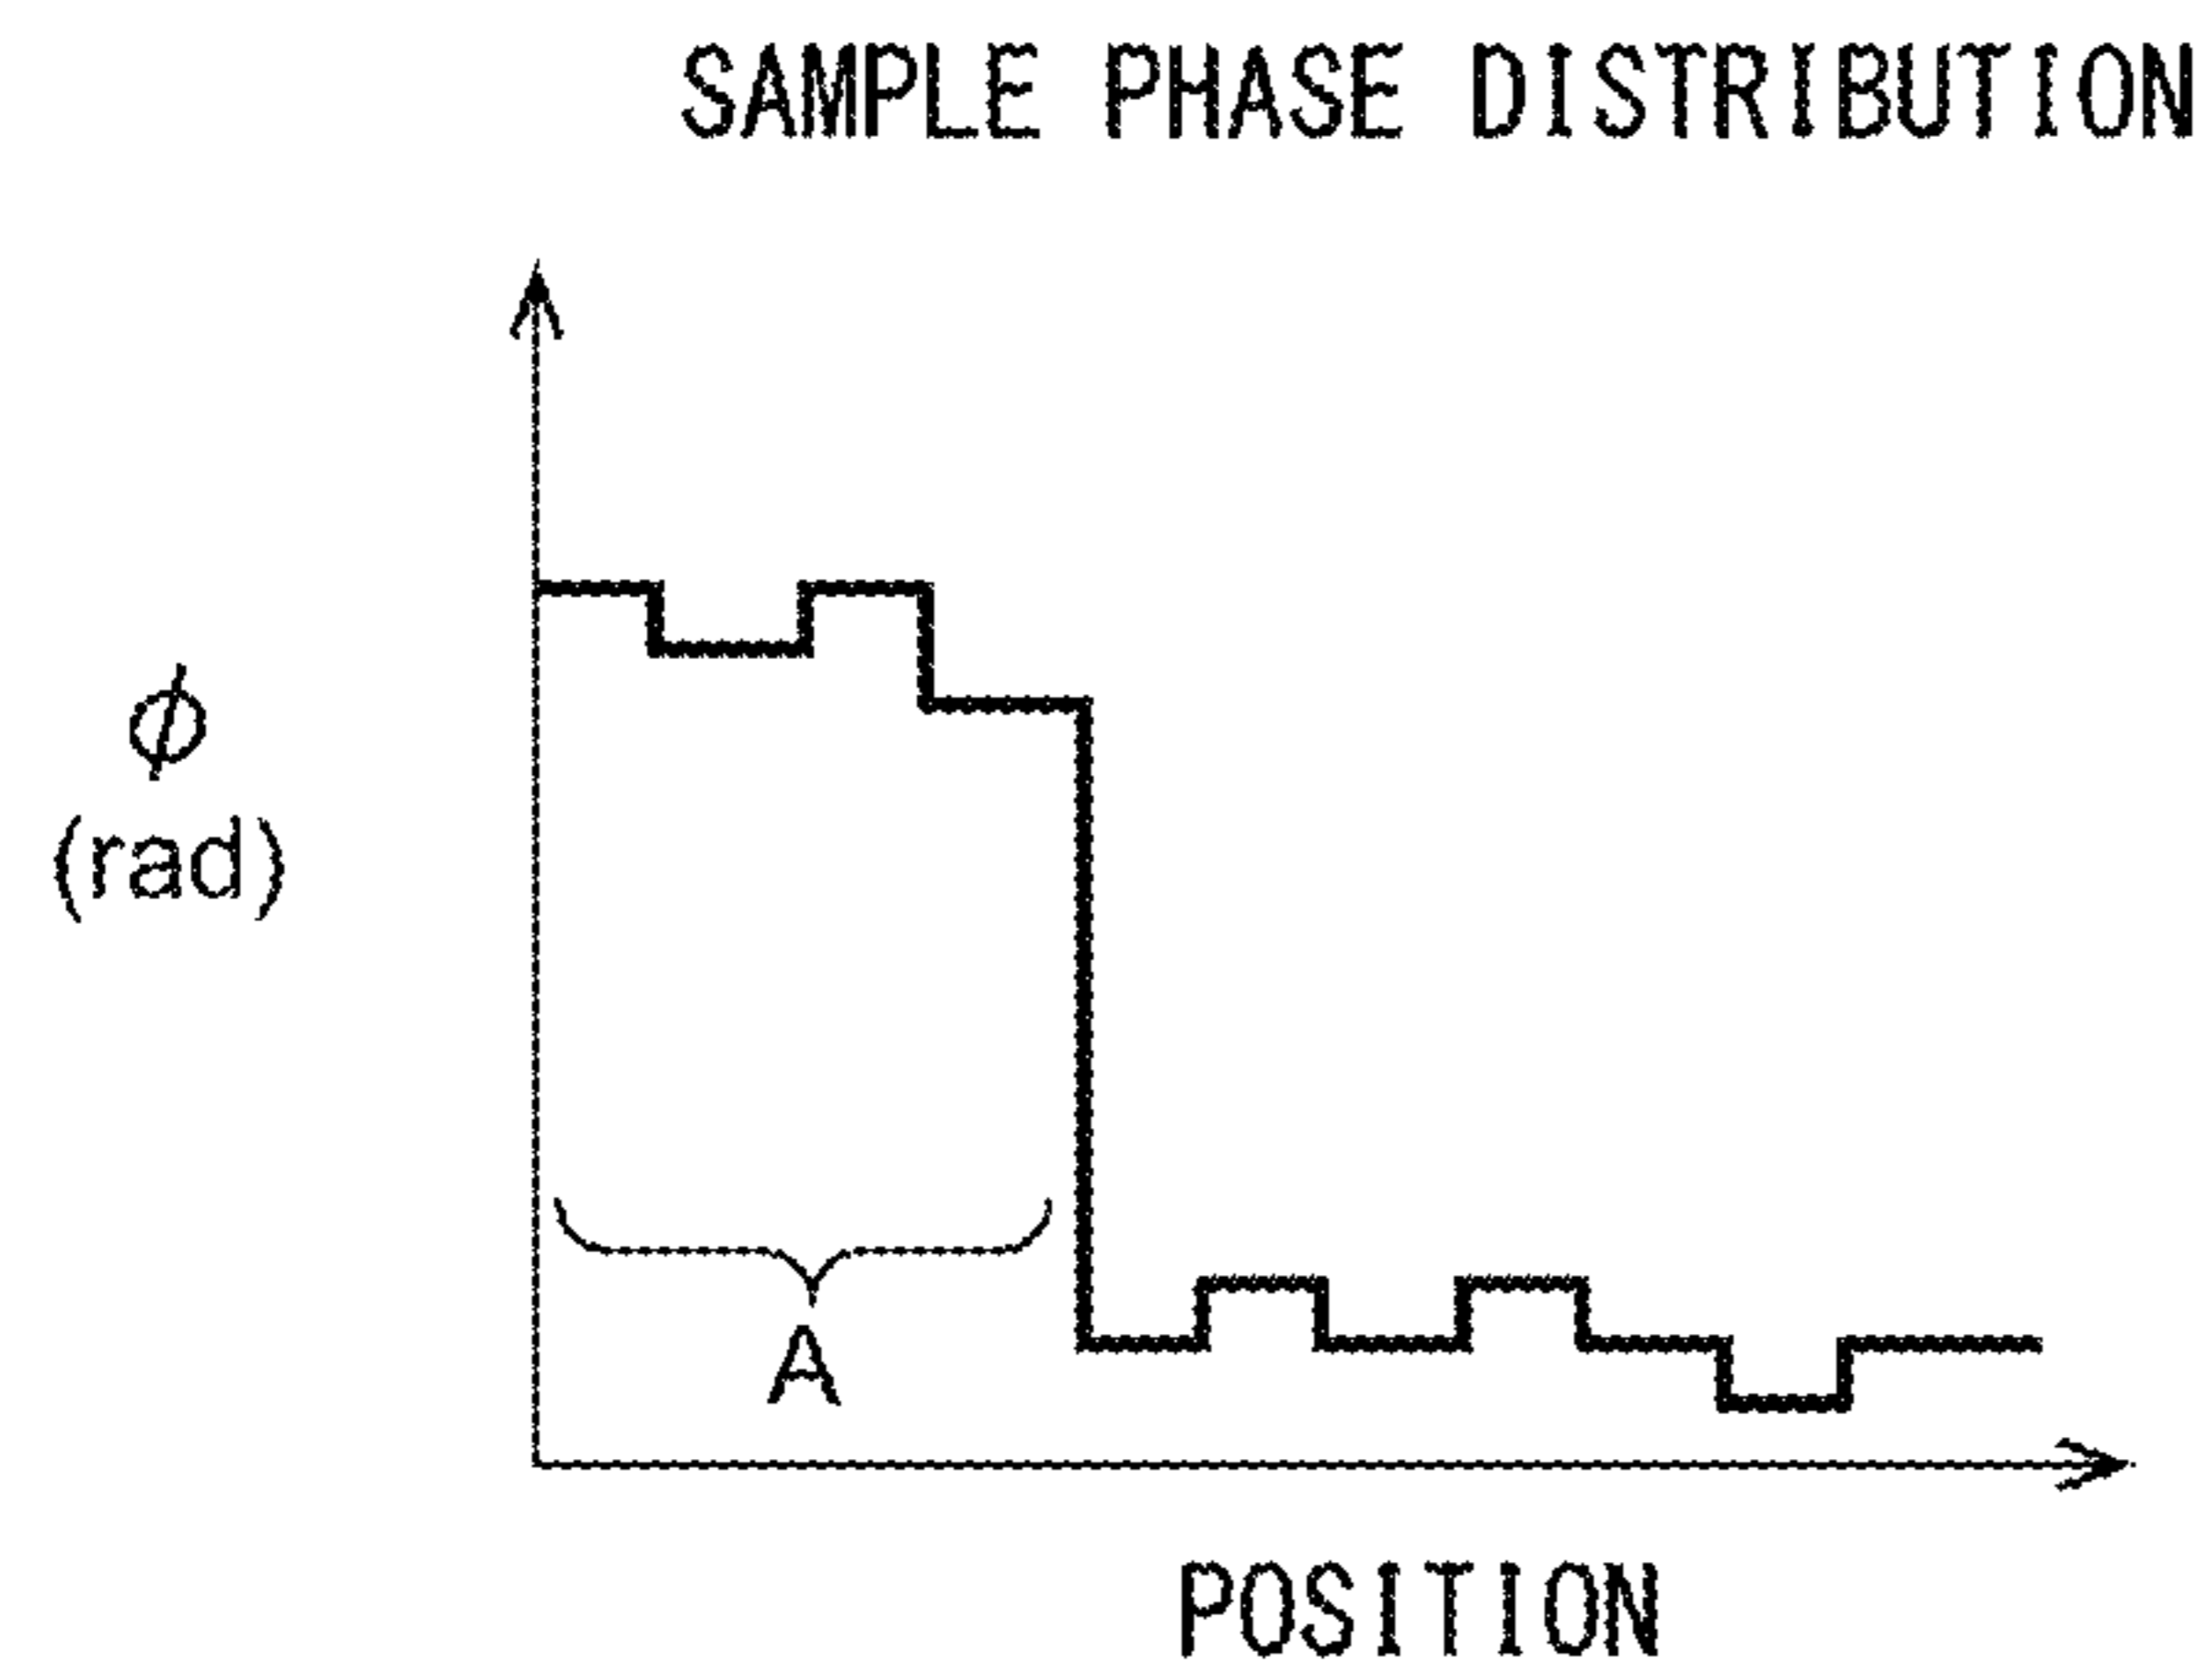 SAMPLE PHASE DISTRIBUTION
ϕ
(rad)
A
POSITION